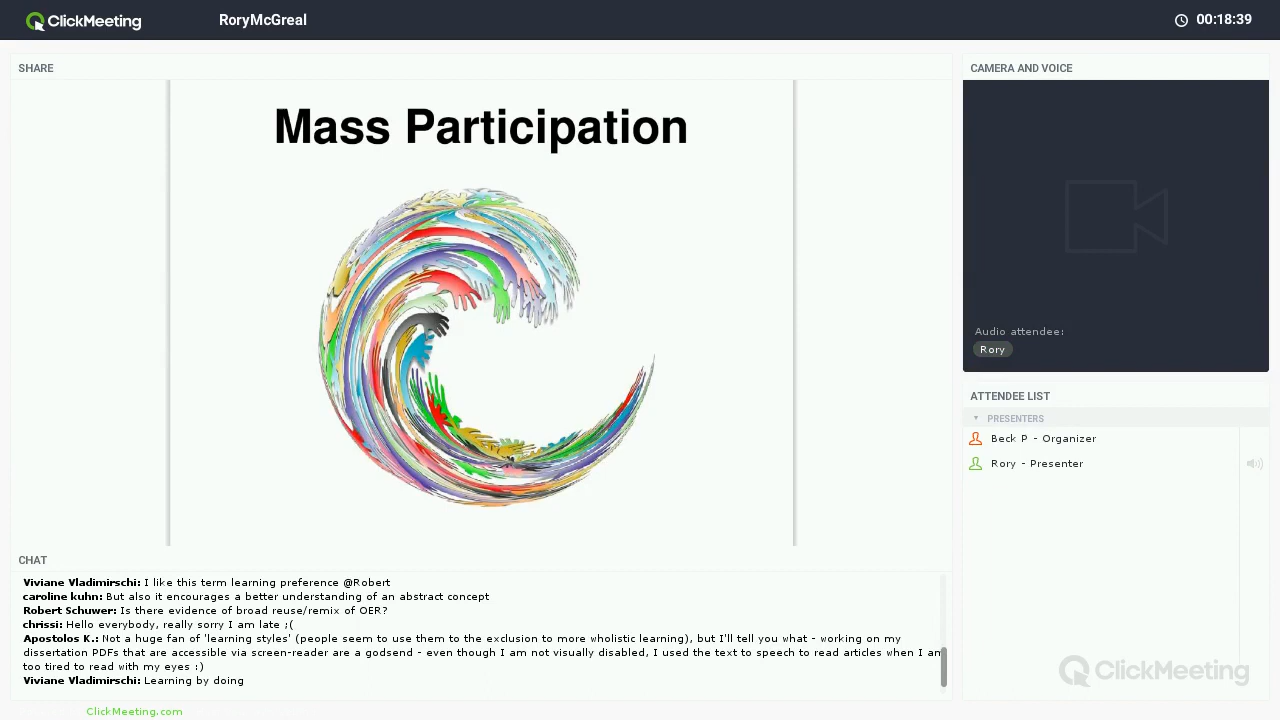 ClickMeeting
RoryMcGreal
00:18:39
SHARE
Mass Participation
CAMERA AND VOICE
Audio attendee:
Rory
ATTENDEE LIST
PRESENTERS
Beck P - Organizer
Rory - Presenter
CHAT
Viviane Vladimirschi: I like this term learning preference @Robert
caroline kuhn: But also it encourages a better understanding of an abstract concept
Robert Schuwer: Is there evidence of broad reuse/remix of OER?
chrissi: Hello everybody, really sorry I am late ;(
Apostolos K.: Not a huge fan of 'learning styles' (people seem to use them to the exclusion to more wholistic learning), but I'll tell you what - working on my
dissertation PDFs that are accessible via screen-reader are a godsend - even though I am not visually disabled, I used the text to speech to read articles when I am
too tired to read with my eyes :)
Viviane Vladimirschi: Learning by doing
ClickMeeting
ClickMeeting.com